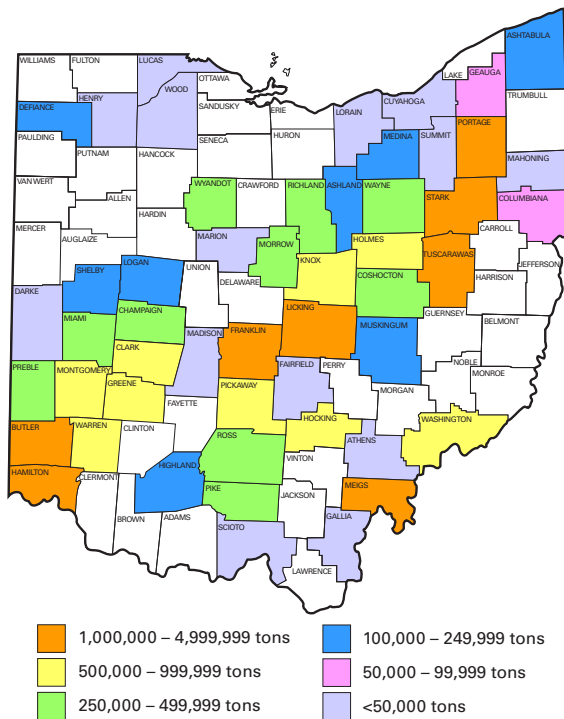 ASHTABULA
WILLIAMS
FULTON
LUCAS
LAKE
GEAUGA
OTTAWA
WOOD
TRUMBULL
HENRY
CUYAHOGA
SANDUSKY
DEFIANCE
ERIE
LORAIN
PORTAGE
PAULDING
SENECA
HURON
MEDINA
SUMMIT
PUTNAM
HANCOCK
MAHONING
VAN WERT
WYANDOT
CRAWFORD
RICHLAND
ASHLAND
WAYNE
STARK
ALLEN
COLUMBIANA
HARDIN
MERCER
CARROLL
MARION
HOLMES
AUGLAIZE
MORROW
TUSCARAWAS
KNOX
LOGAN
UNION
JEFFERSON
SHELBY
COSHOCTON
HARRISON
DELAWARE
DARKE
CHAMPAIGN
LICKING
GUERNSEY
MIAMI
MUSKINGUM
BELMONT
FRANKLIN
MADISON
CLARK
NOBLE
PREBLE
FAIRFIELD
PERRY
MONTGOMERY
MONROE
GREENE
PICKAWAY
MORGAN
FAYETTE
HOCKING
WASHINGTON
BUTLER
WARREN
CLINTON
ROSS
ATHENS
VINTON
HIGHLAND
HAMILTON
CLERMONT
MEIGS
PIKE
JACKSON
BROWN
ADAMS
GALLIA
SCIOTO
LAWRENCE
1,000,000 – 4,999,999 tons
500,000 – 999,999 tons
250,000 – 499,999 tons
100,000 – 249,999 tons
50,000 – 99,999 tons
<50,000 tons